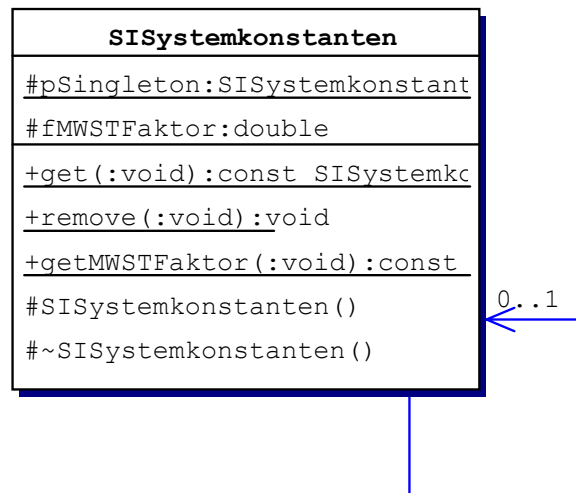 SISystemkonstanten
#pSingleton:SISystemkonstant
#fMWSTFaktor:double
+get(:void):const SISystemkc
+remove(:void):void
+getMWSTFaktor(:void):const
#SISystemkonstanten()
#~SISystemkonstanten()
0..1